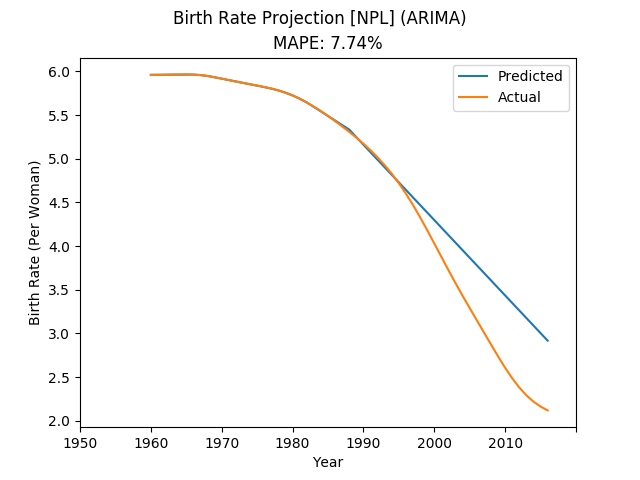 Birth Rate Projection [NPL] (ARIMA)
MAPE: 7.74%
Predicted
Actual
Birth Rate (Per Woman)
6.0
5.5
5.0
4.5
4.0
3.5
3.0
2.5
2.0
1950 1960 1970 1980 1990 2000 2010
Year